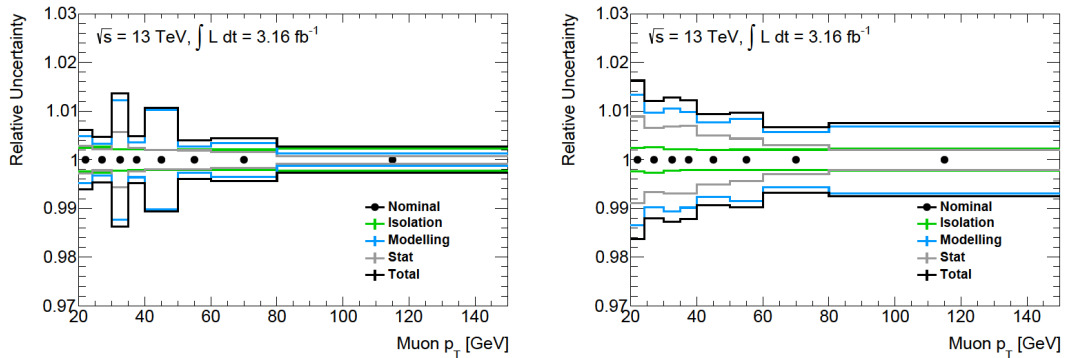 1.03
1.02
1.01
1
0.99
0.98
0.97
Relative Uncertainty
√s = 13 TeV, ∫ L dt = 3.16 fb⁻¹
Nominal
Isolation
Modelling
Stat
Total
20 40 60 80 100 120 140
Muon p_T [GeV]
1.03
1.02
1.01
1
0.99
0.98
0.97
Relative Uncertainty
√s = 13 TeV, ∫ L dt = 3.16 fb⁻¹
Nominal
Isolation
Modelling
Stat
Total
20 40 60 80 100 120 140
Muon p_T [GeV]